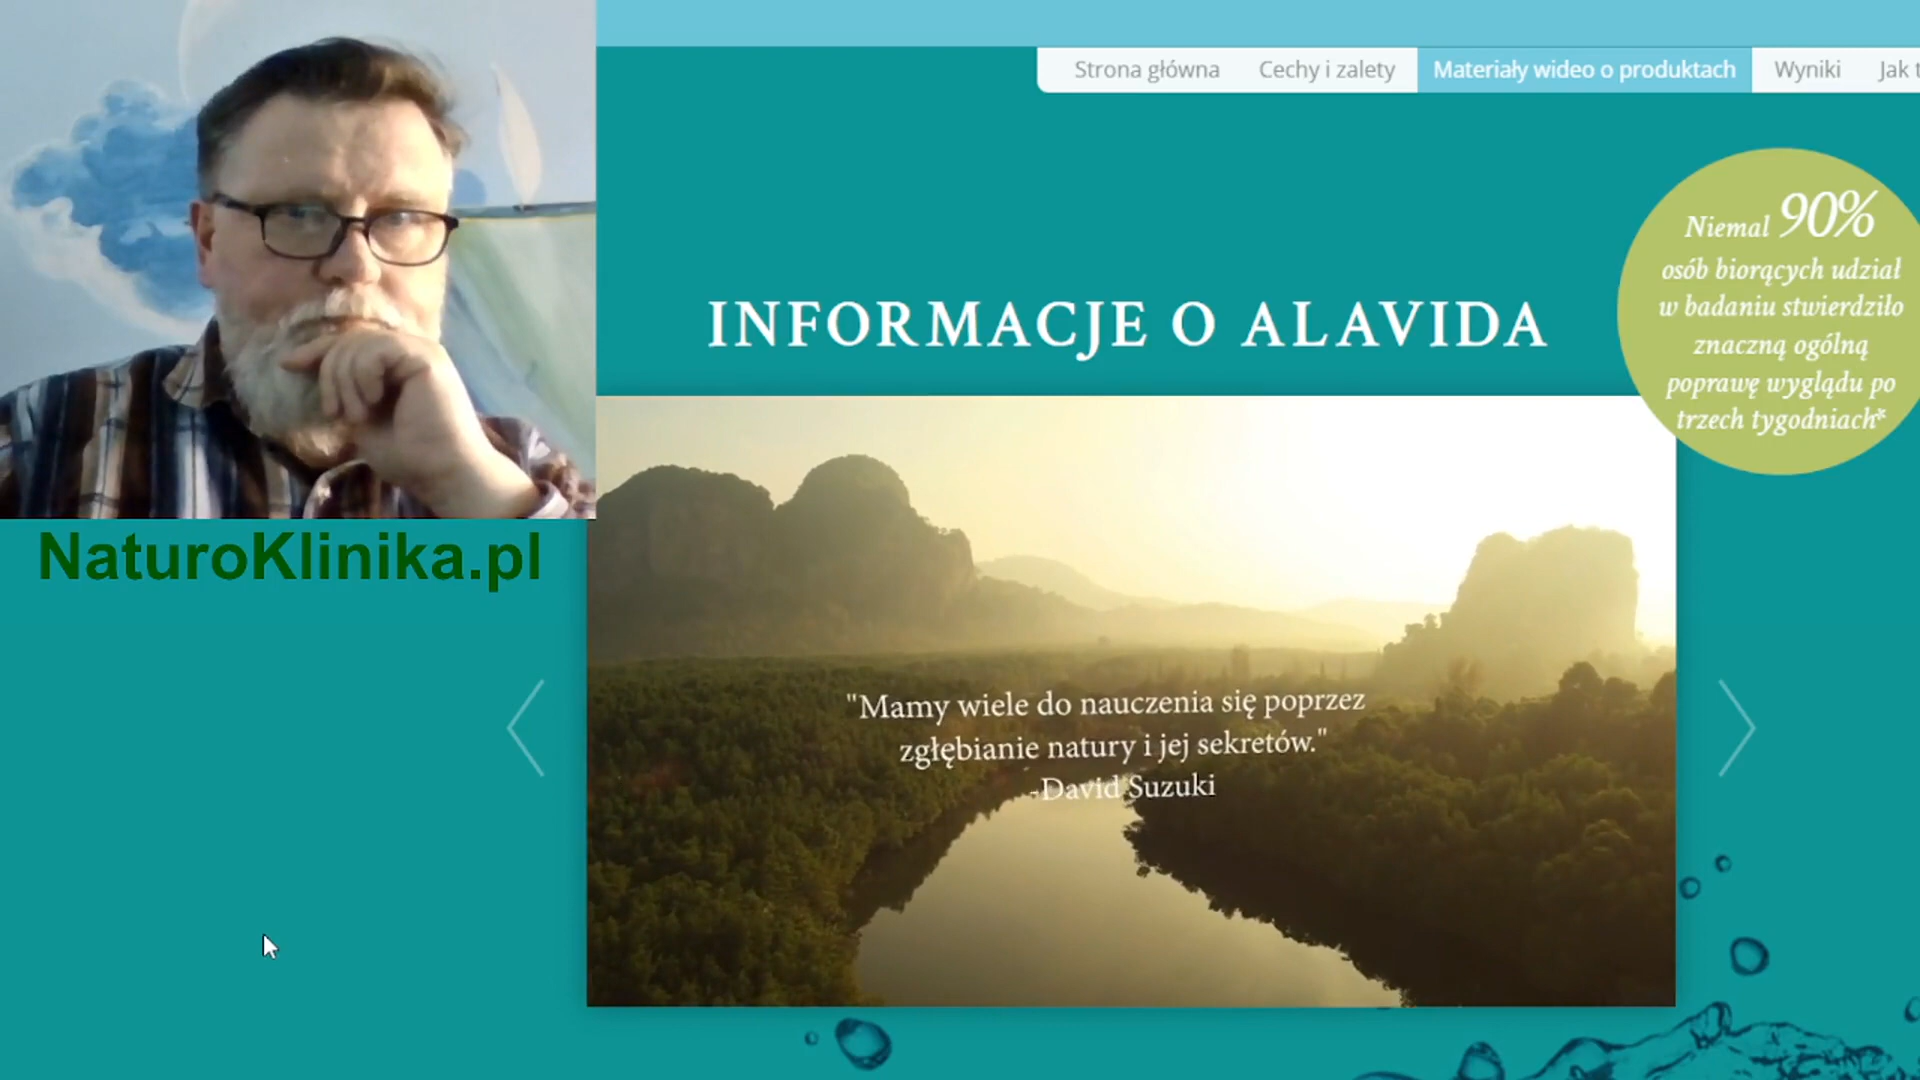 Strona główna Cechy i zalety Materiały wideo o produktach Wyniki Jak t
Niemal 90%
osób biorących udział
w badaniu stwierdziło
znaczną ogólną
poprawę wyglądu po
trzech tygodniach*
INFORMACJE O ALAVIDA
NaturoKlinika.pl
"Mamy wiele do nauczenia się poprzez
zgłębianie natury i jej sekretów."
-David Suzuki